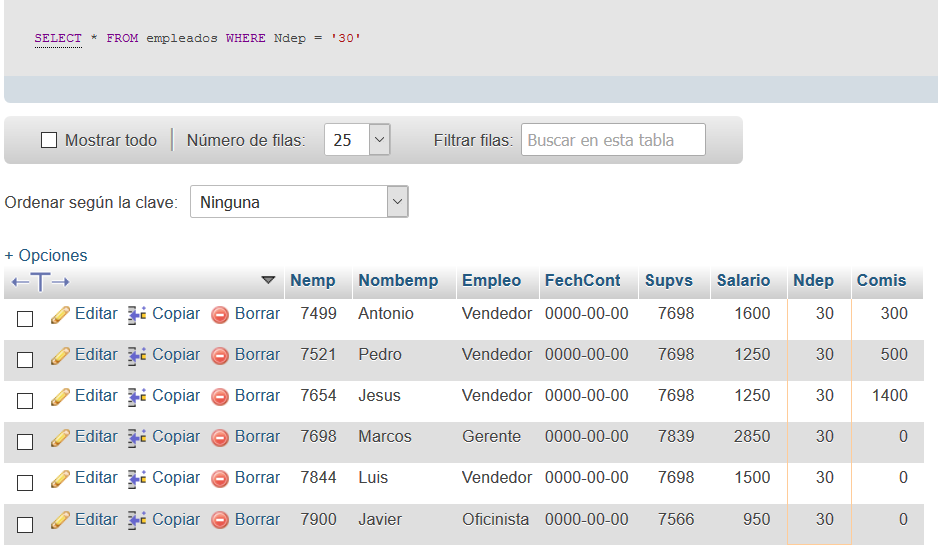 SELECT * FROM empleados WHERE Ndep = '30'
Mostrar todo Número de filas: 25 Filtrar filas: Buscar en esta tabla
Ordenar según la clave: Ninguna
+ Opciones
Nemp Nombemp Empleo FechCont Supvs Salario Ndep Comis
Editar Copiar Borrar 7499 Antonio Vendedor 0000-00-00 7698 1600 30 300
Editar Copiar Borrar 7521 Pedro Vendedor 0000-00-00 7698 1250 30 500
Editar Copiar Borrar 7654 Jesus Vendedor 0000-00-00 7698 1250 30 1400
Editar Copiar Borrar 7698 Marcos Gerente 0000-00-00 7839 2850 30 0
Editar Copiar Borrar 7844 Luis Vendedor 0000-00-00 7698 1500 30 0
Editar Copiar Borrar 7900 Javier Oficinista 0000-00-00 7566 950 30 0